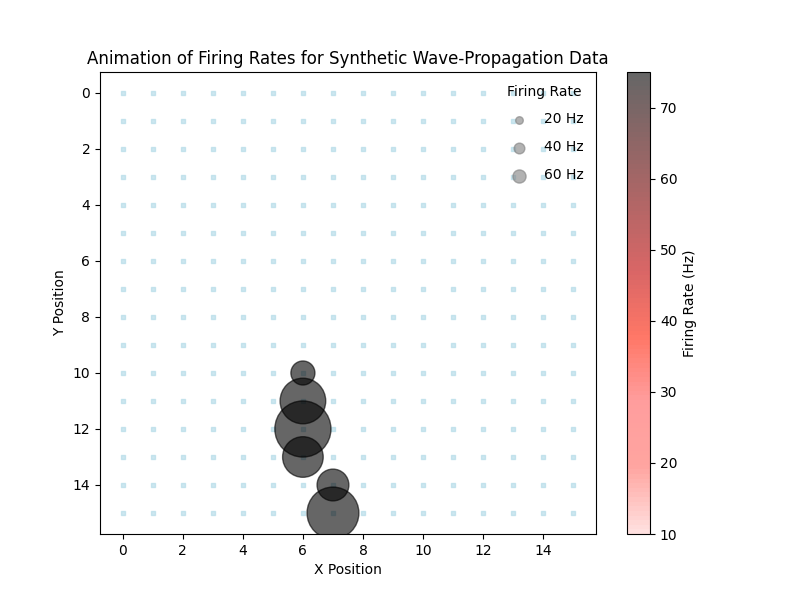 Animation of Firing Rates for Synthetic Wave-Propagation Data
Firing Rate
20 Hz
40 Hz
60 Hz
0
2
4
6
8
10
12
14
Y Position
0 2 4 6 8 10 12 14
X Position
70
60
50
40
30
20
10
Firing Rate (Hz)